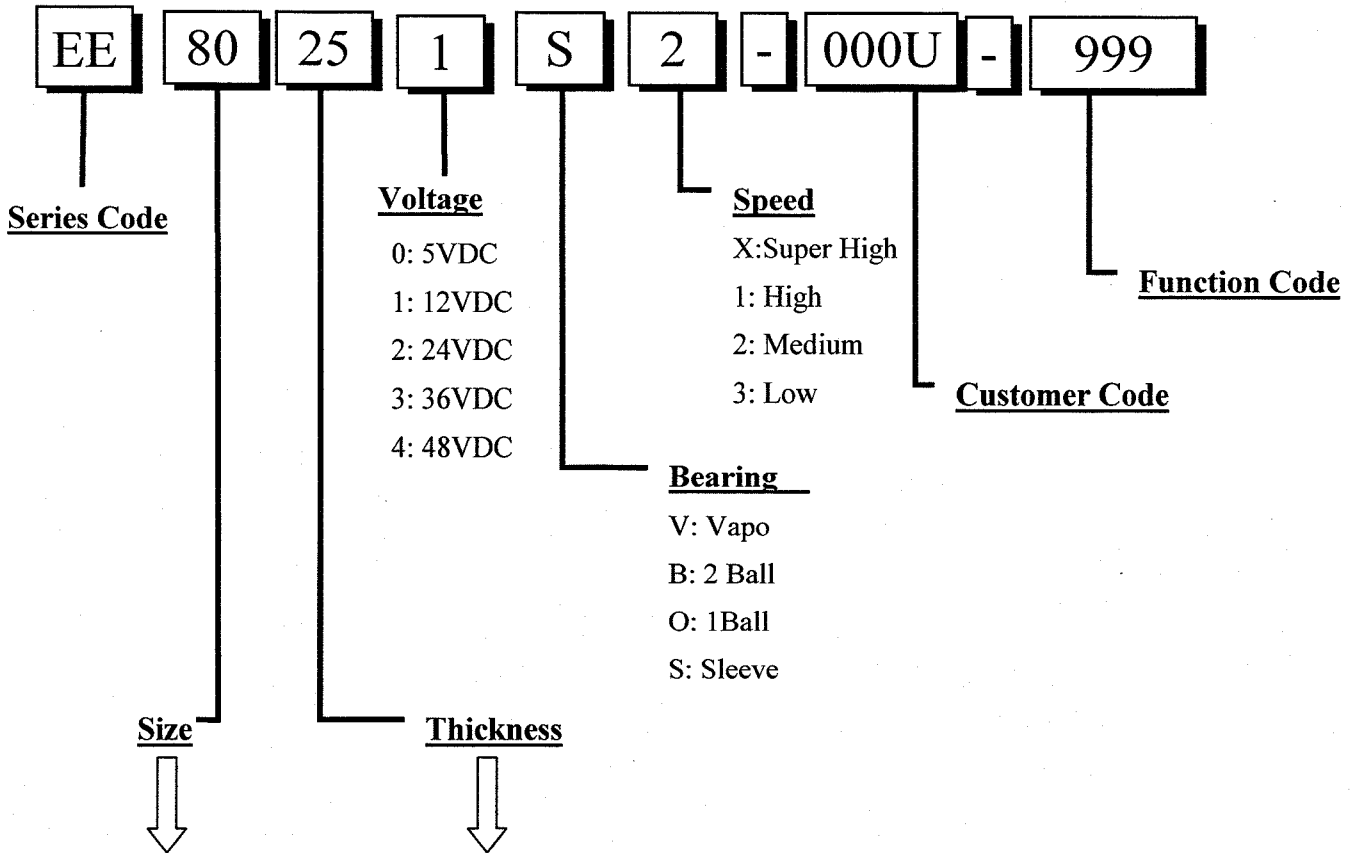 EE 80 25 1 S 2 - 000U - 999
Series Code
Voltage
0: 5VDC
1: 12VDC
2: 24VDC
3: 36VDC
4: 48VDC
Speed
X:Super High
1: High
2: Medium
3: Low
Function Code
Customer Code
Bearing
V: Vapo
B: 2 Ball
O: 1Ball
S: Sleeve
Size
Thickness